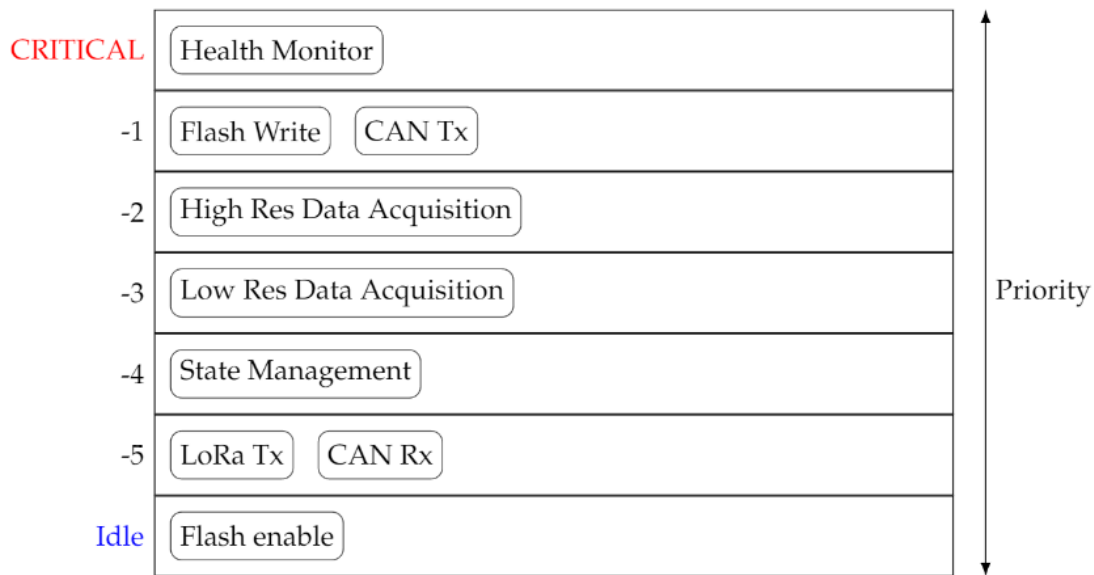 CRITICAL Health Monitor
-1 Flash Write CAN Tx
-2 High Res Data Acquisition
-3 Low Res Data Acquisition
Priority
-4 State Management
-5 LoRa Tx CAN Rx
Idle Flash enable